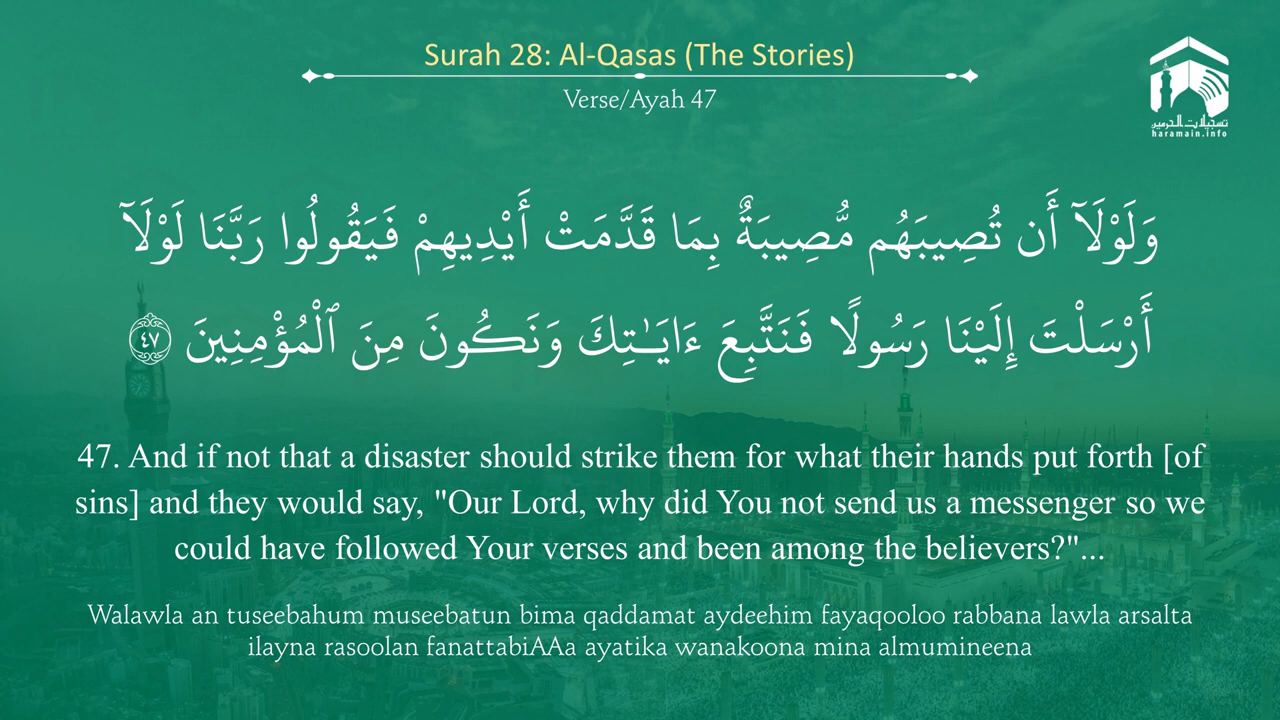 Surah 28: Al-Qasas (The Stories)
Verse/Ayah 47
تسجيلات الحرمين
haramain.info
وَلَوْلَآ أَن تُصِيبَهُم مُّصِيبَةٌۢ بِمَا قَدَّمَتْ أَيْدِيهِمْ فَيَقُولُوا رَبَّنَا لَوْلَآ
أَرْسَلْتَ إِلَيْنَا رَسُولًا فَنَتَّبِعَ ءَايَـٰتِكَ وَنَكُونَ مِنَ ٱلْمُؤْمِنِينَ ٤٧
47. And if not that a disaster should strike them for what their hands put forth [of
sins] and they would say, "Our Lord, why did You not send us a messenger so we
could have followed Your verses and been among the believers?"...
Walawla an tuseebahum museebatun bima qaddamat aydeehim fayaqooloo rabbana lawla arsalta
ilayna rasoolan fanattabiAAa ayatika wanakoona mina almumineena